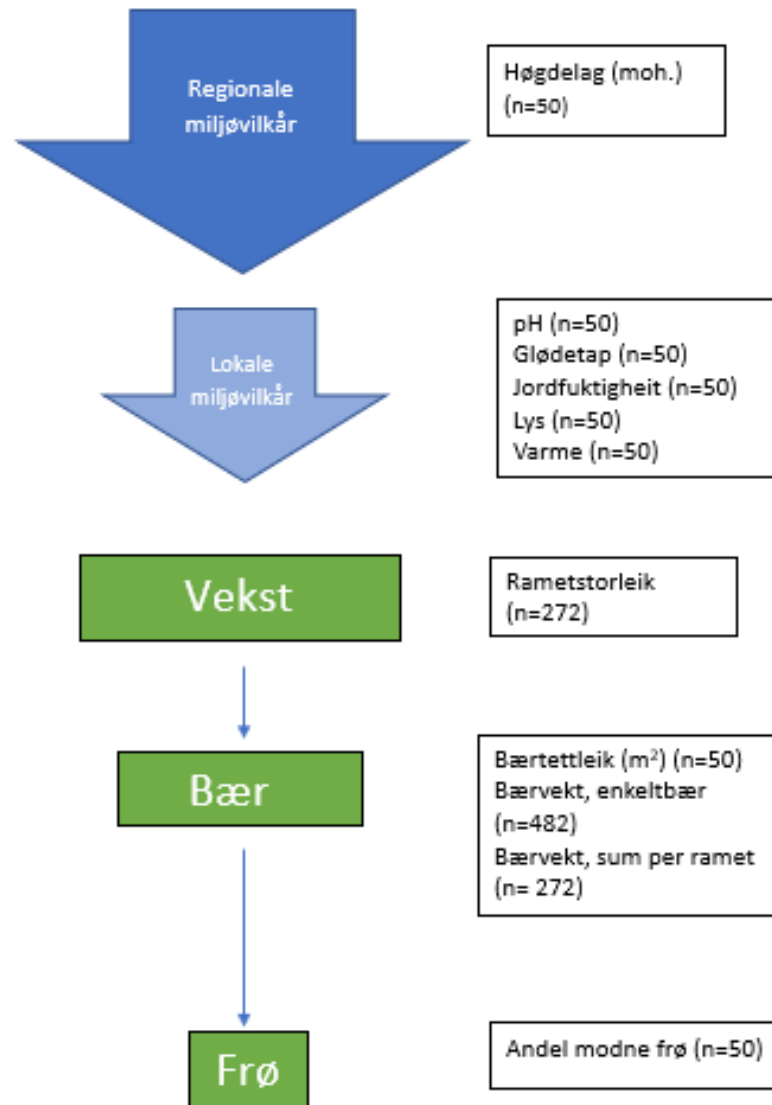 Regionale
miljøvilkår
Høgdelag (moh.)
(n=50)
Lokale
miljøvilkår
pH (n=50)
Glødetap (n=50)
Jordfuktigheit (n=50)
Lys (n=50)
Varme (n=50)
Vekst
Rametstorleik
(n=272)
Bær
Bærtettleik (m²) (n=50)
Bærvekt, enkeltbær
(n=482)
Bærvekt, sum per ramet
(n= 272)
Frø
Andel modne frø (n=50)